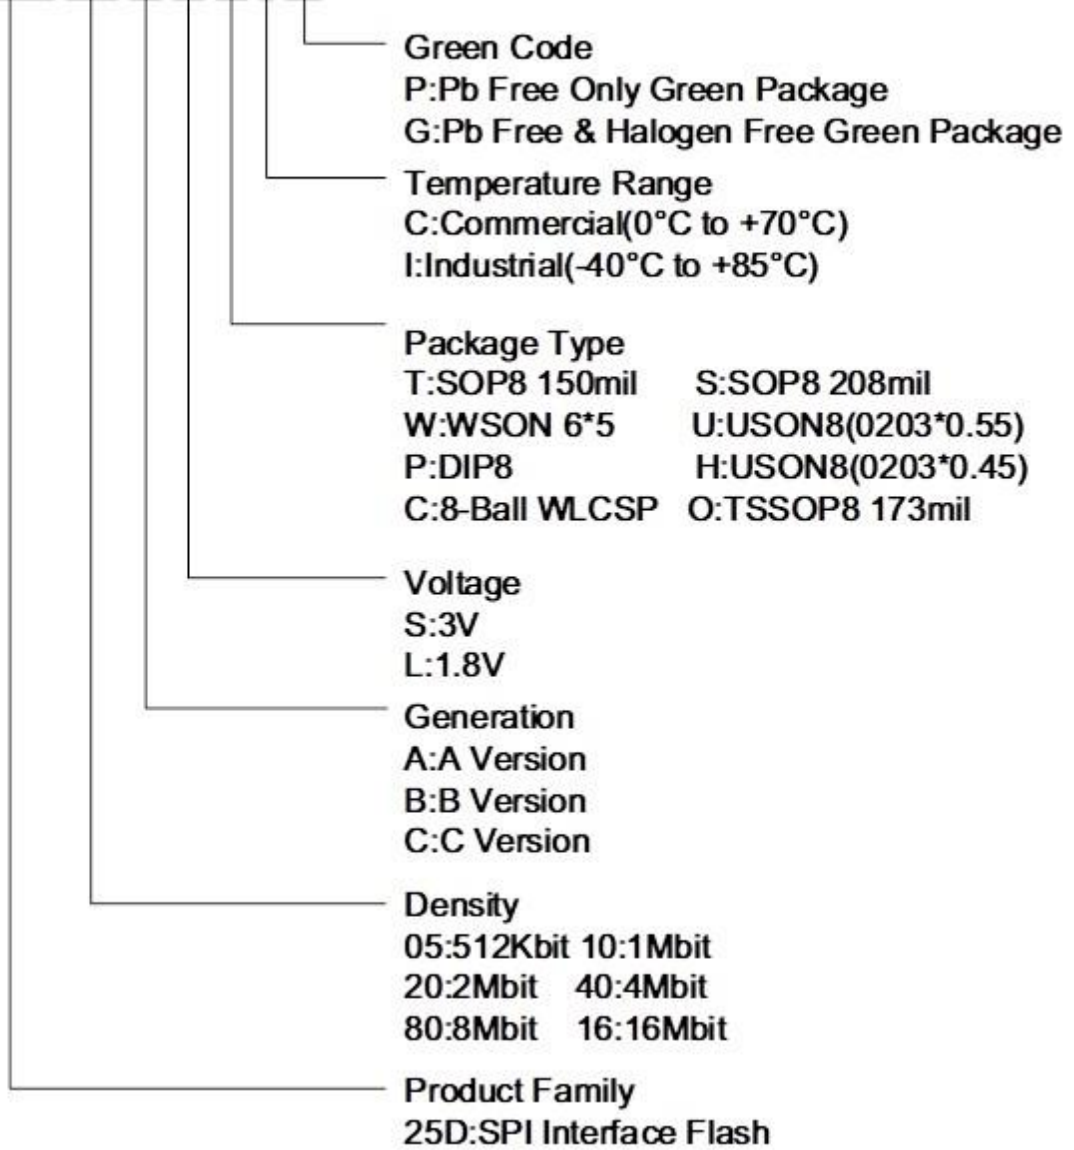 Green Code
P:Pb Free Only Green Package
G:Pb Free & Halogen Free Green Package
Temperature Range
C:Commercial(0°C to +70°C)
I:Industrial(-40°C to +85°C)
Package Type
T:SOP8 150mil S:SOP8 208mil
W:WSON 6*5 U:USON8(0203*0.55)
P:DIP8 H:USON8(0203*0.45)
C:8-Ball WLCSP O:TSSOP8 173mil
Voltage
S:3V
L:1.8V
Generation
A:A Version
B:B Version
C:C Version
Density
05:512Kbit 10:1Mbit
20:2Mbit 40:4Mbit
80:8Mbit 16:16Mbit
Product Family
25D:SPI Interface Flash